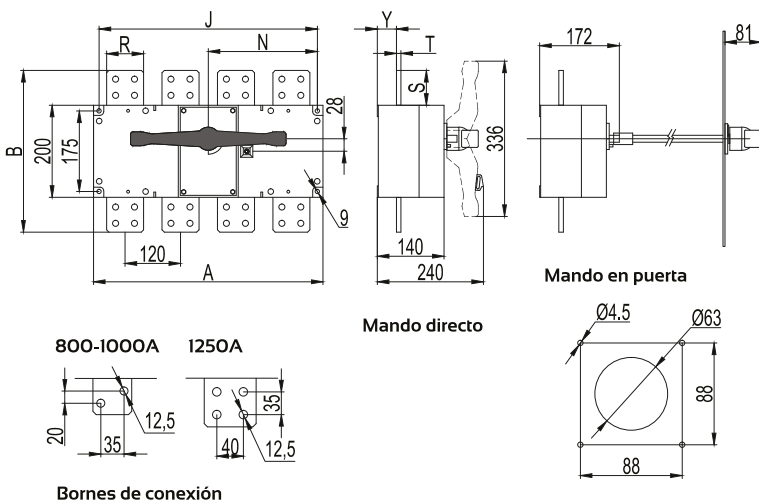 J
Y
R
N
T
172
81
S
28
B
200
175
336
9
120
140
A
240
Mando en puerta
Mando directo
Ø4.5
Ø63
800-1000A
1250A
88
35
12,5
20
35
40
12,5
88
Bornes de conexión